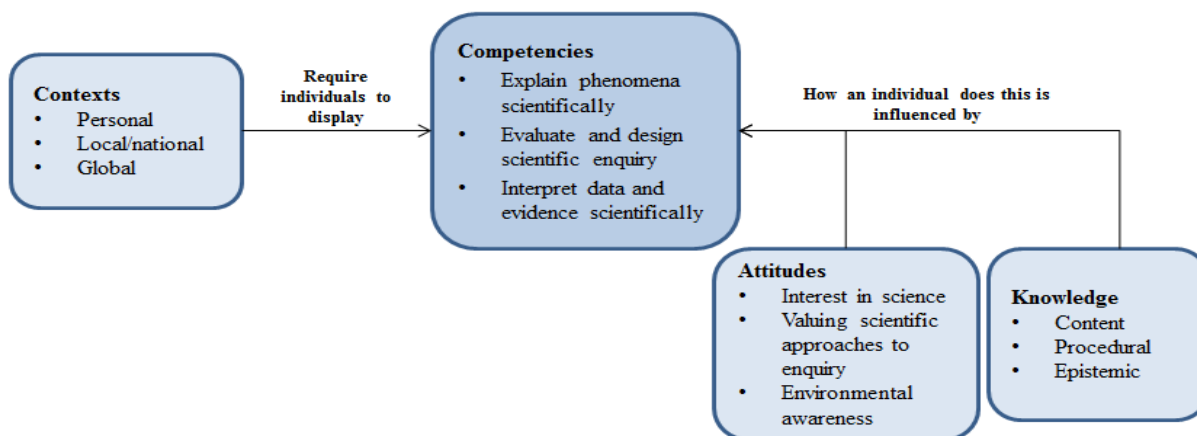 Contexts
• Personal
• Local/national
• Global
Require
individuals to
display
Competencies
• Explain phenomena
scientifically
• Evaluate and design
scientific enquiry
• Interpret data and
evidence scientifically
How an individual does this is
influenced by
Attitudes
• Interest in science
• Valuing scientific
approaches to
enquiry
• Environmental
awareness
Knowledge
• Content
• Procedural
• Epistemic